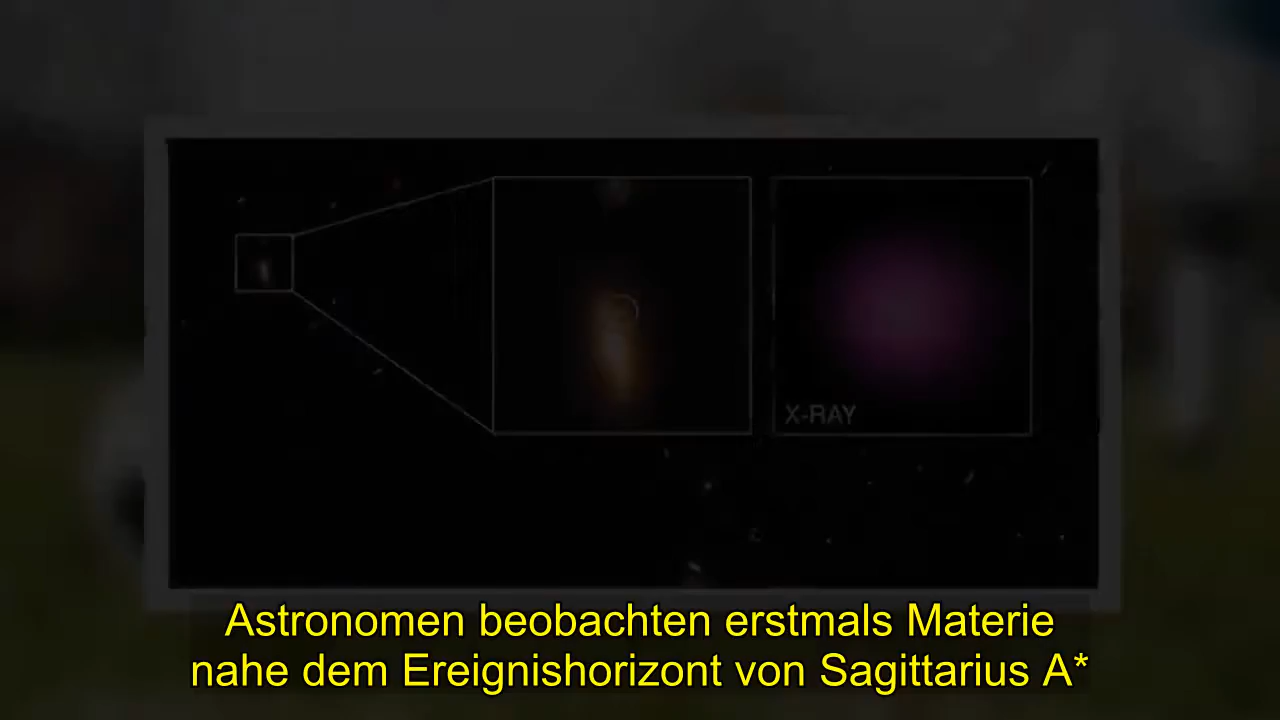 X-RAY
Astronomen beobachten erstmals Materie
nahe dem Ereignishorizont von Sagittarius A*